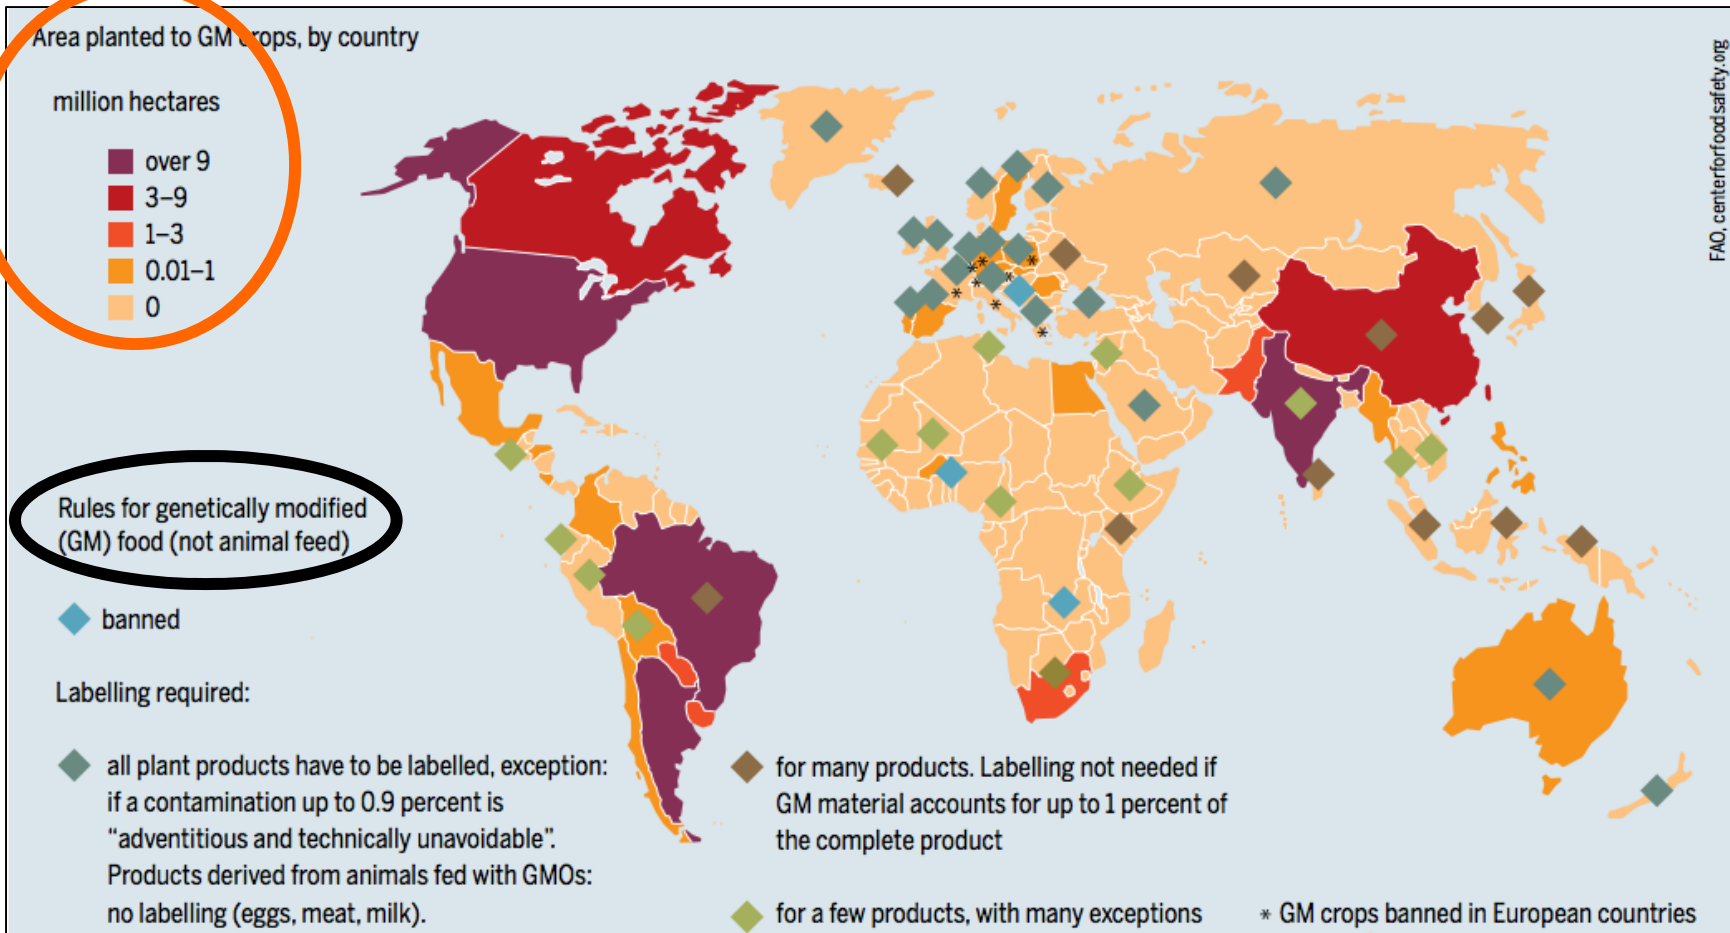 Area planted to GM crops, by country
million hectares
over 9
3–9
1–3
0.01–1
0
Rules for genetically modified
(GM) food (not animal feed)
banned
Labelling required:
all plant products have to be labelled, exception:
if a contamination up to 0.9 percent is
“adventitious and technically unavoidable”.
Products derived from animals fed with GMOs:
no labelling (eggs, meat, milk).
for many products. Labelling not needed if
GM material accounts for up to 1 percent of
the complete product
for a few products, with many exceptions
* GM crops banned in European countries
FAO, centerforfoodsafety.org